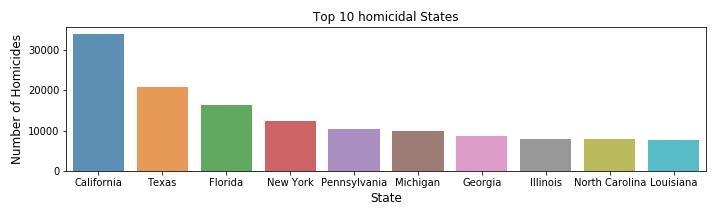 Top 10 homicidal States
Number of Homicides
30000
20000
10000
0
California Texas Florida New York Pennsylvania Michigan Georgia Illinois North Carolina Louisiana
State